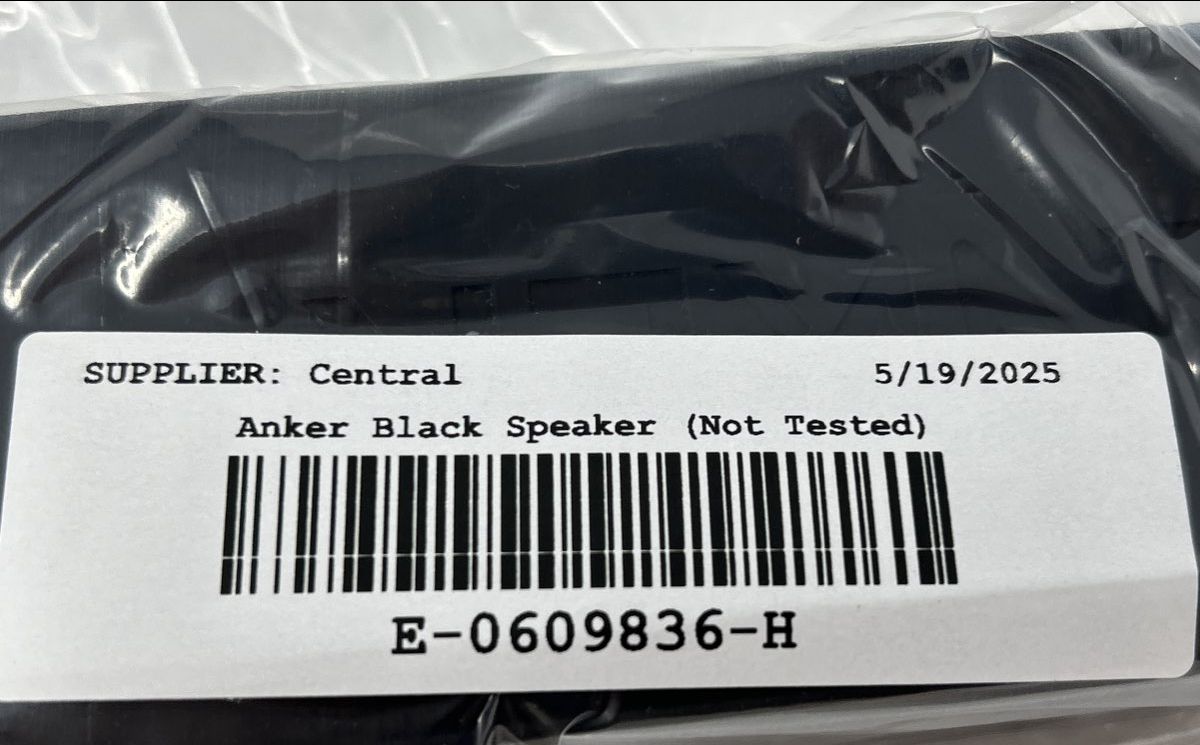 SUPPLIER: Central 5/19/2025
Anker Black Speaker (Not Tested)
E-0609836-H